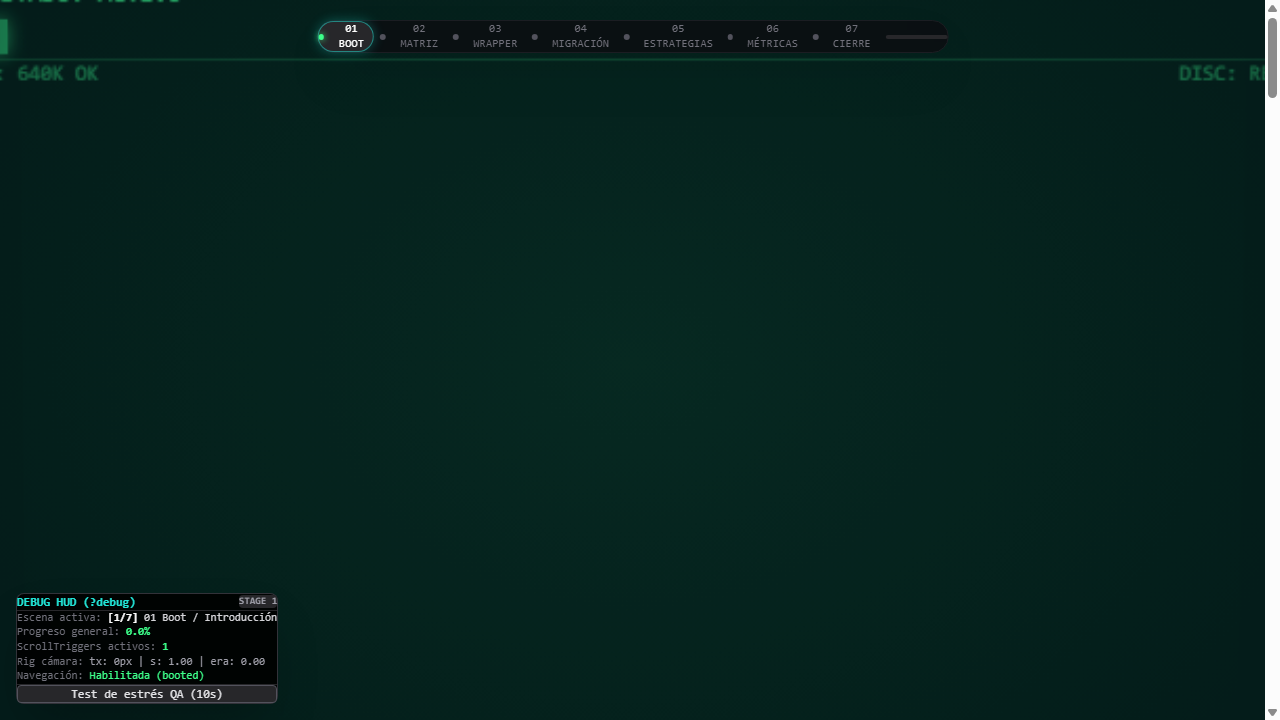 01
BOOT
02
MATRIZ
03
WRAPPER
04
MIGRACIÓN
05
ESTRATEGIAS
06
MÉTRICAS
07
CIERRE
: 640K OK
DISC:
DEBUG HUD (?debug)
STAGE 1
Escena activa: [1/7] 01 Boot / Introducción
Progreso general: 0.0%
ScrollTriggers activos: 1
Rig cámara: tx: 0px | s: 1.00 | era: 0.00
Navegación: Habilitada (booted)
Test de estrés QA (10s)